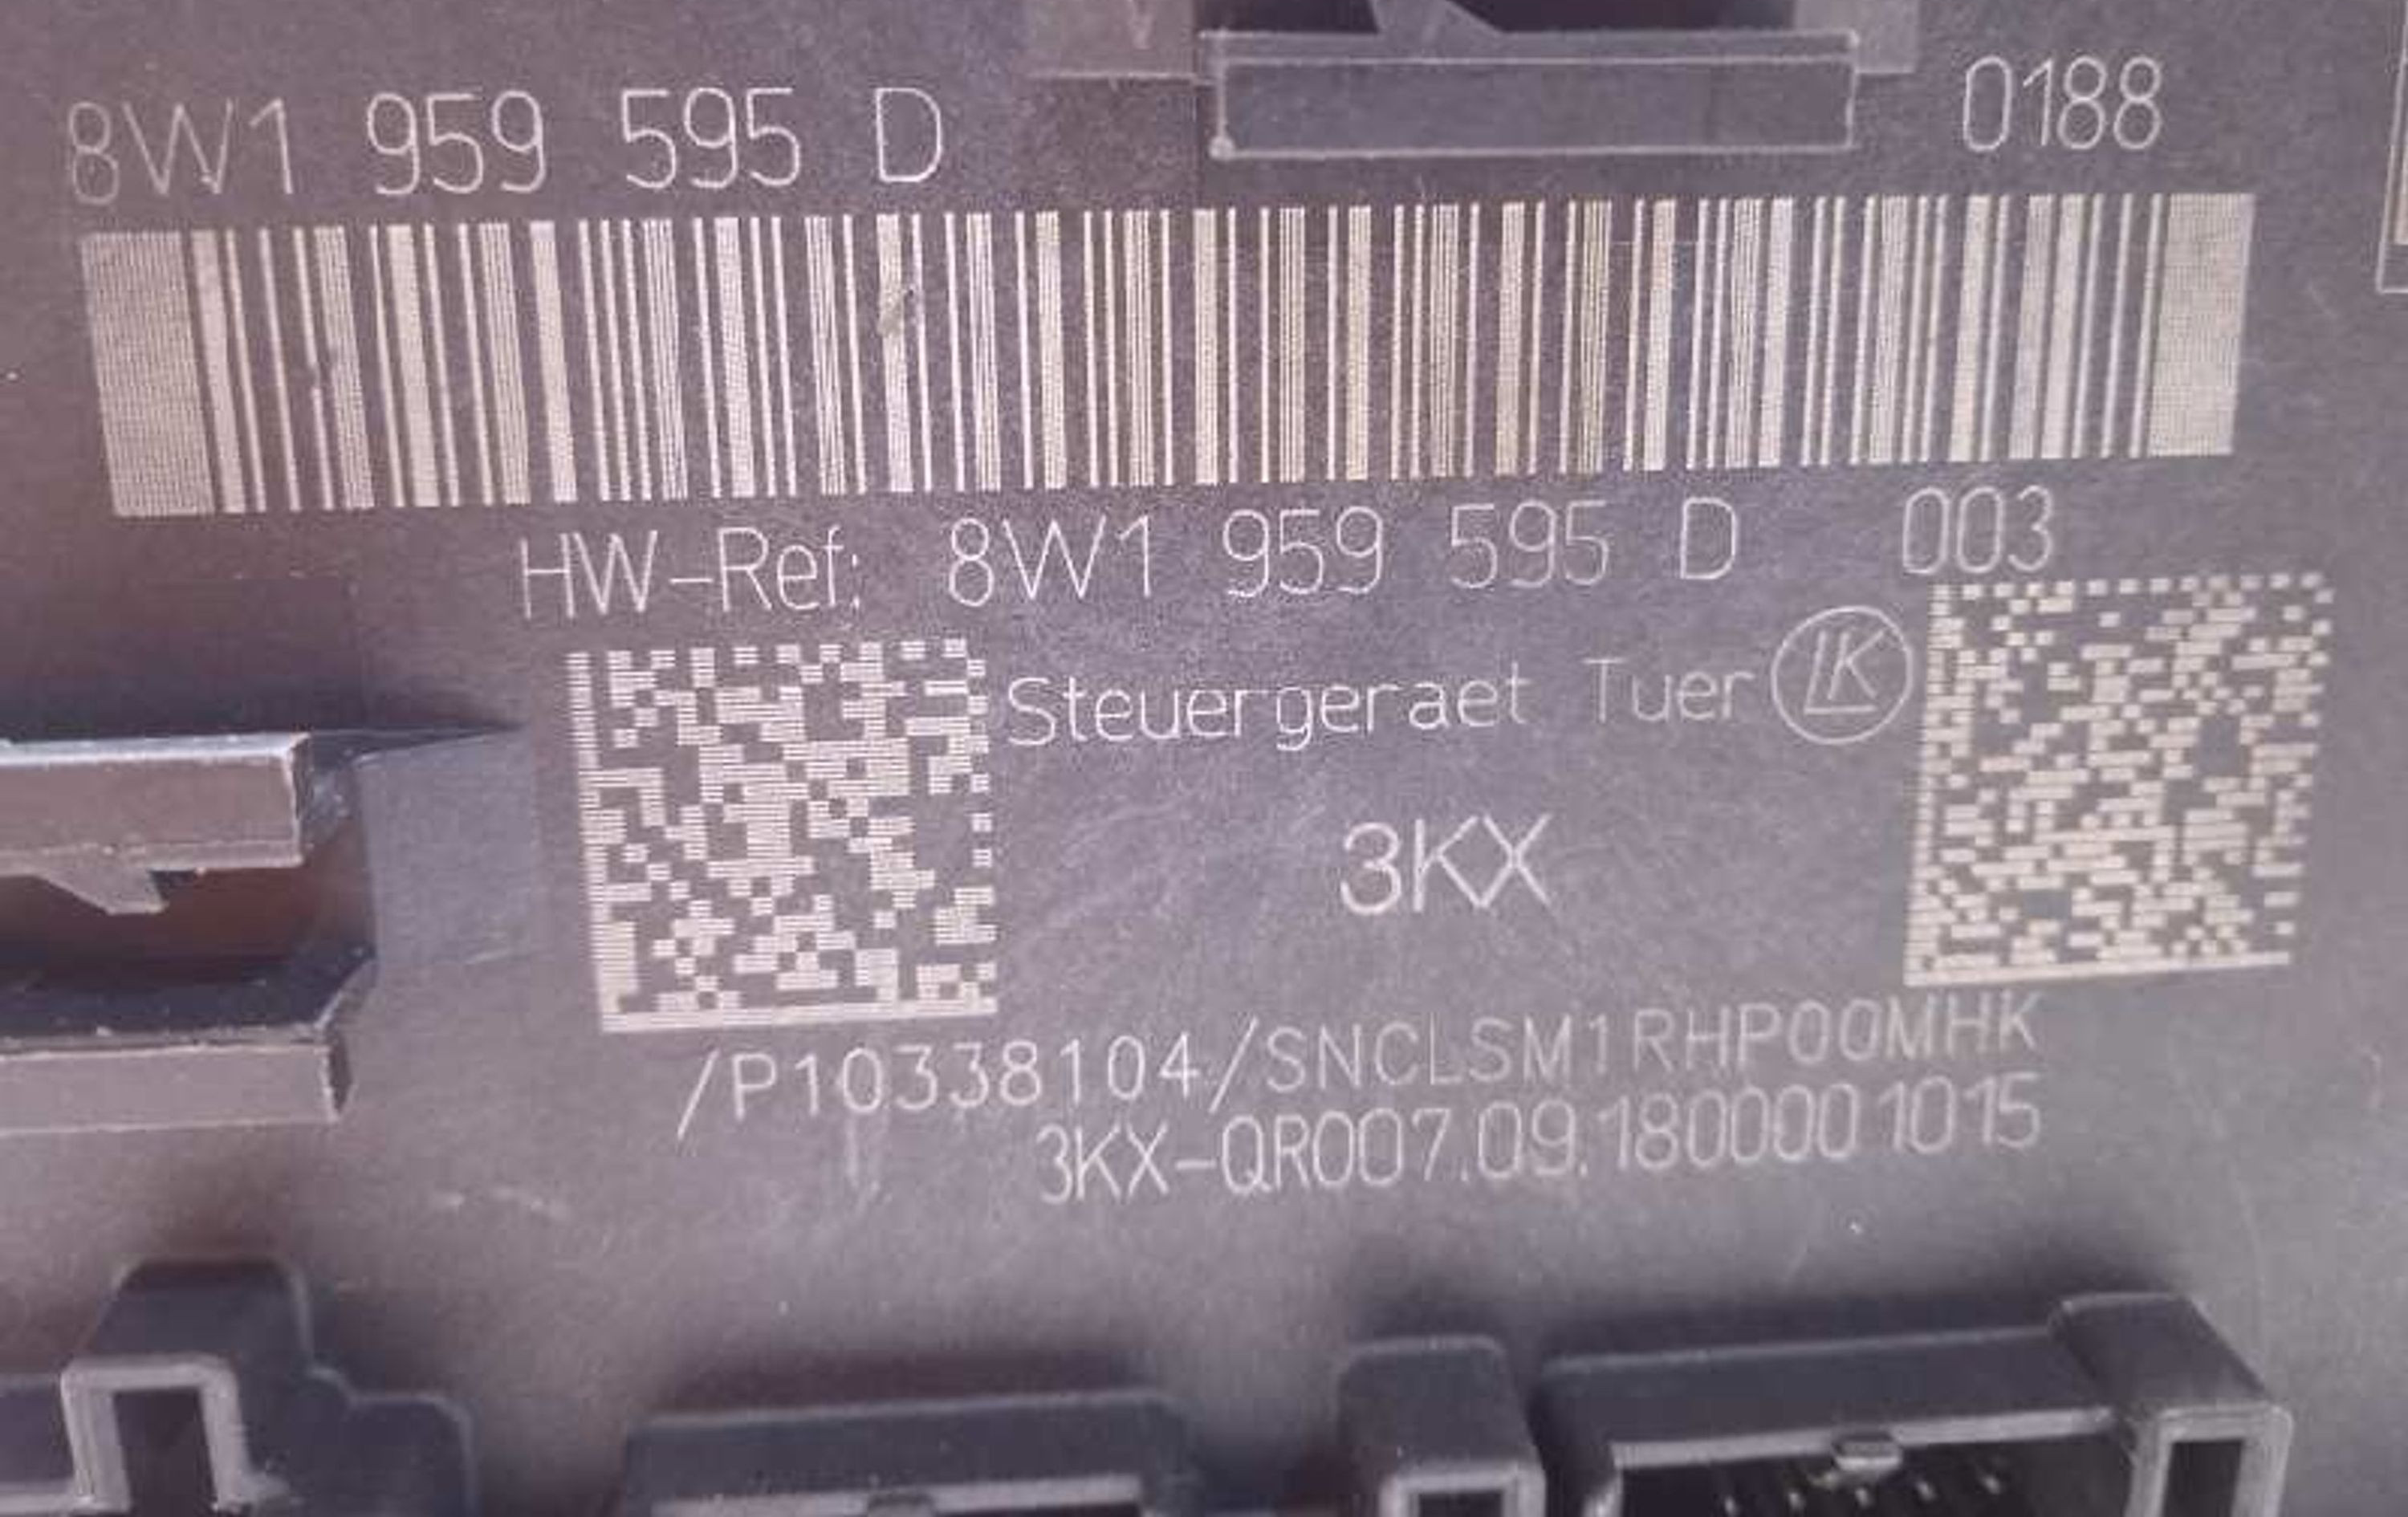 8W1 959 595 D 0188
HW-Ref: 8W1 959 595 D 003
Steuergeraet Tuer LK
3KX
/P10338104/SNCLSM1RHP00MHK
3KX-QR007.09.1800001015